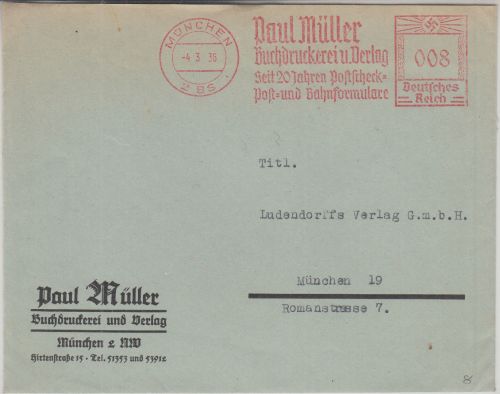 MÜNCHEN
-4 3 36
2 BS
Paul Müller
Buchdruckerei u. Verlag
Seit 20 Jahren Postscheck=
Post= und Bahnformulare
008
Deutsches
Reich
Titl.
Ludendorffs Verlag G.m.b.H.
München 19
Romanstrasse 7.
Paul Müller
Buchdruckerei und Verlag
München 2 NW
Hirtenstraße 15 · Tel. 51353 und 53912
8